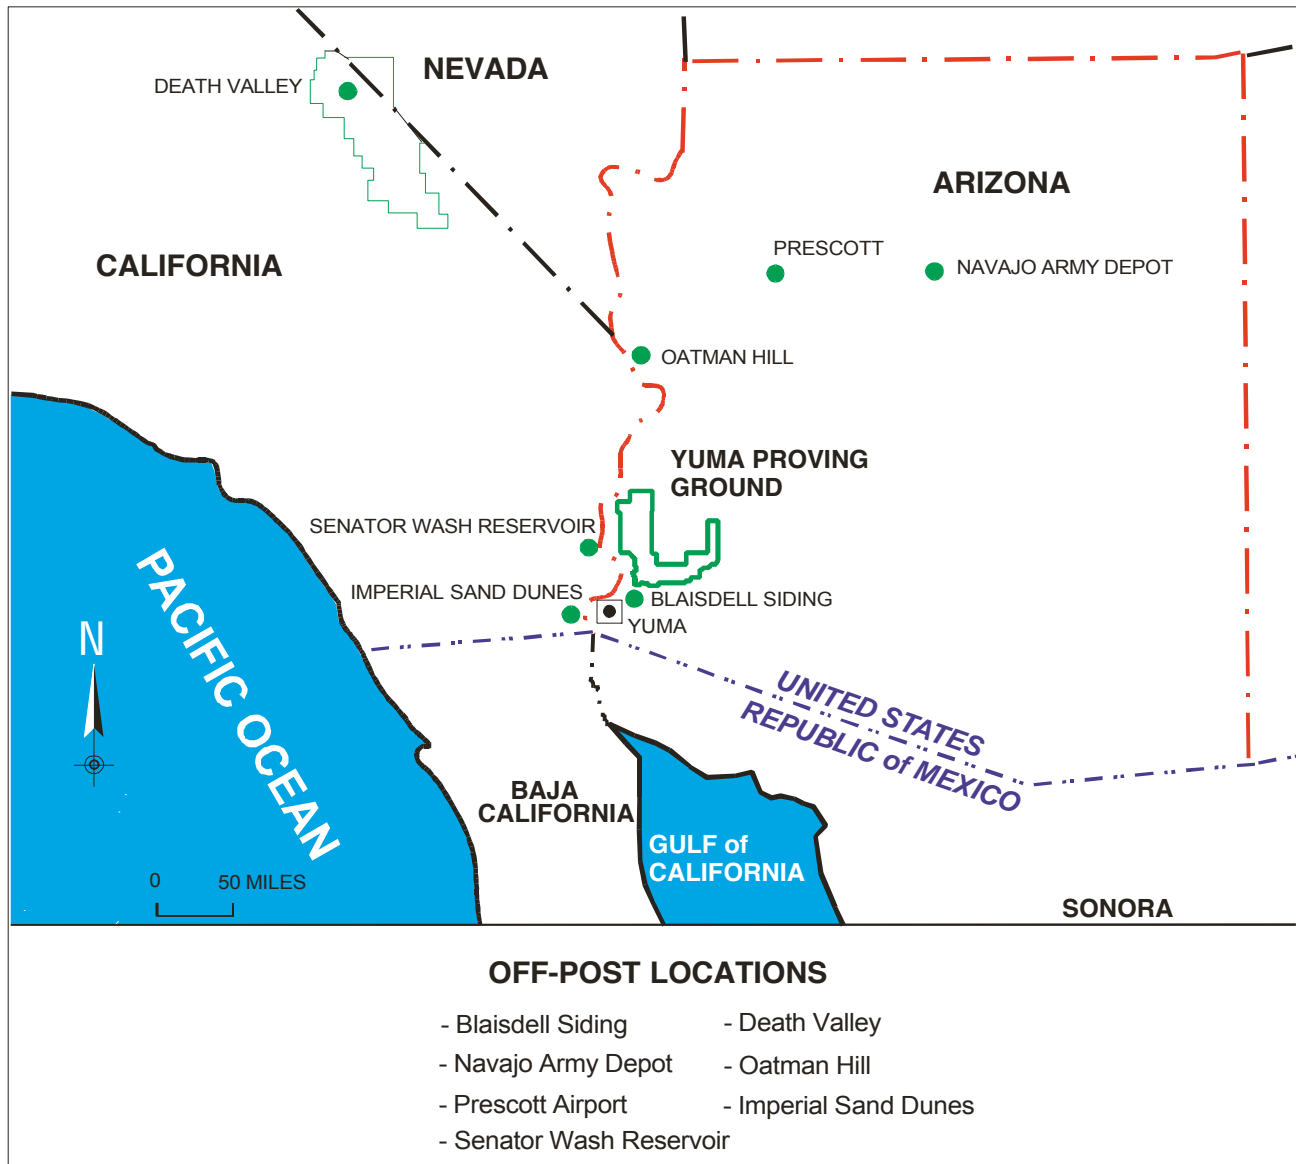 NEVADA
DEATH VALLEY
ARIZONA
PRESCOTT
CALIFORNIA
NAVAJO ARMY DEPOT
OATMAN HILL
YUMA PROVING
GROUND
SENATOR WASH RESERVOIR
IMPERIAL SAND DUNES
BLAISDELL SIDING
YUMA
N
PACIFIC OCEAN
UNITED STATES
REPUBLIC of MEXICO
BAJA
CALIFORNIA
GULF of
CALIFORNIA
0 50 MILES
SONORA
OFF-POST LOCATIONS
- Blaisdell Siding
- Navajo Army Depot
- Prescott Airport
- Senator Wash Reservoir
- Death Valley
- Oatman Hill
- Imperial Sand Dunes